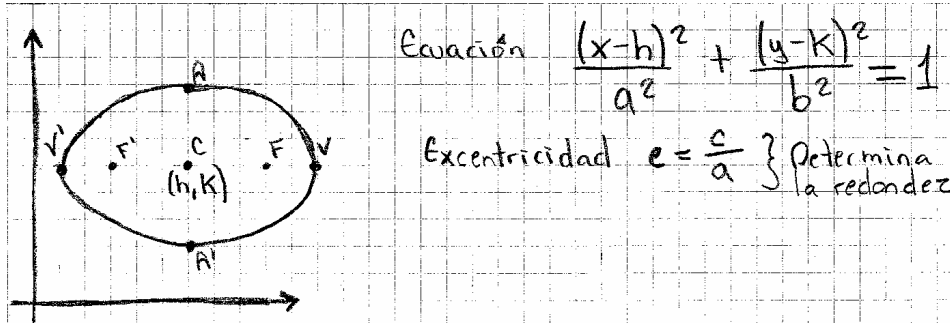 Ecuación (x-h)² / a² + (y-k)² / b² = 1
Excentricidad e = c/a } Determina
la redondez
A
V' F' C F V
(h,k)
A'